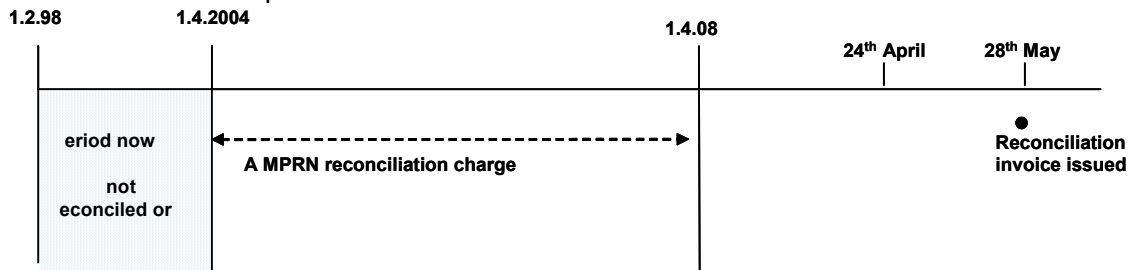 1.2.98
1.4.2004
1.4.08
24th April
28th May
eriod now
not
econciled or
A MPRN reconciliation charge
Reconciliation
invoice issued